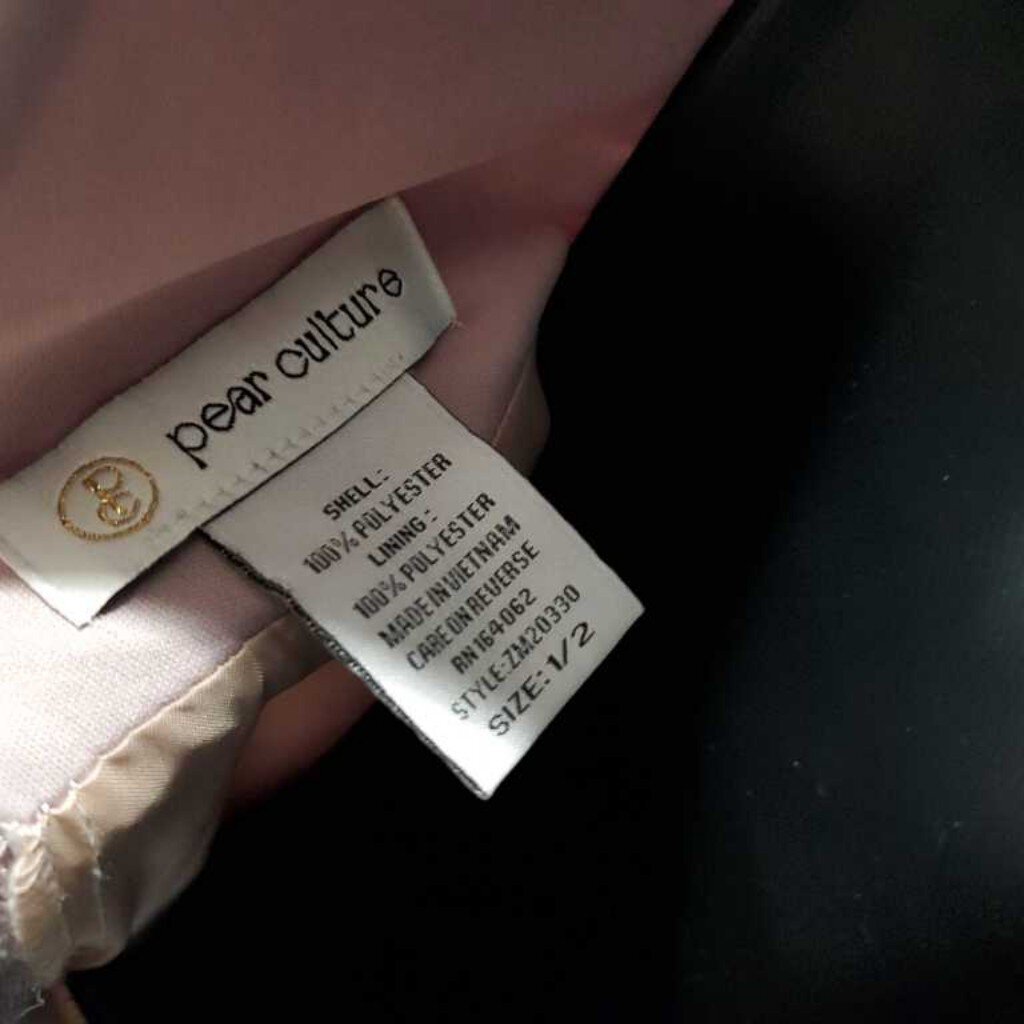 PC
pear culture
SHELL:
100% POLYESTER
LINING:
100% POLYESTER
MADE IN VIETNAM
CARE ON REVERSE
RN 164062
STYLE:ZM20330
SIZE:1/2